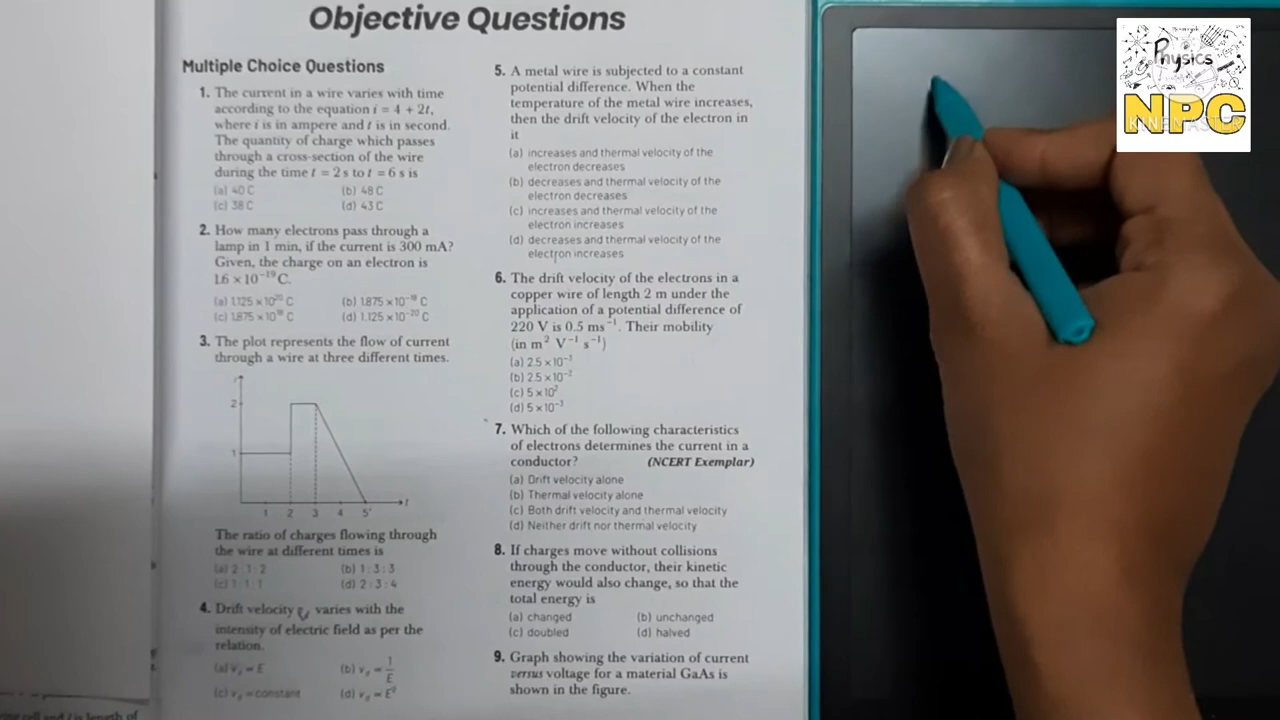 Objective Questions
Multiple Choice Questions
1. The current in a wire varies with time
according to the equation i = 4 + 2t,
where i is in ampere and t is in second.
The quantity of charge which passes
through a cross-section of the wire
during the time t = 2 s to t = 6 s is
(a) 40 C (b) 48 C
(c) 38 C (d) 43 C
2. How many electrons pass through a
lamp in 1 min, if the current is 300 mA?
Given, the charge on an electron is
1.6 × 10⁻¹⁹ C.
(a) 1.125 × 10²⁰ C (b) 1.875 × 10⁻¹⁸ C
(c) 1.875 × 10¹⁸ C (d) 1.125 × 10⁻²⁰ C
3. The plot represents the flow of current
through a wire at three different times.
2
1
1 2 3 4 5 t
The ratio of charges flowing through
the wire at different times is
(a) 2 : 1 : 2 (b) 1 : 3 : 3
(c) 1 : 1 : 1 (d) 2 : 3 : 4
4. Drift velocity varies with the
intensity of electric field as per the
relation.
(b) v_d = 1/E
(c) v_d = constant
5. A metal wire is subjected to a constant
potential difference. When the
temperature of the metal wire increases,
then the drift velocity of the electron in
it
(a) increases and thermal velocity of the
electron decreases
(b) decreases and thermal velocity of the
electron decreases
(c) increases and thermal velocity of the
electron increases
(d) decreases and thermal velocity of the
electron increases
6. The drift velocity of the electrons in a
copper wire of length 2 m under the
application of a potential difference of
220 V is 0.5 ms⁻¹. Their mobility
(in m² V⁻¹ s⁻¹)
(a) 2.5 × 10⁻³
(b) 2.5 × 10⁻²
(c) 5 × 10²
(d) 5 × 10⁻³
7. Which of the following characteristics
of electrons determines the current in a
conductor? (NCERT Exemplar)
(a) Drift velocity alone
(b) Thermal velocity alone
(c) Both drift velocity and thermal velocity
(d) Neither drift nor thermal velocity
8. If charges move without collisions
through the conductor, their kinetic
energy would also change, so that the
total energy is
(a) changed (b) unchanged
(c) doubled (d) halved
9. Graph showing the variation of current
versus voltage for a material GaAs is
shown in the figure.
Physics
NPC
KINEMASTER